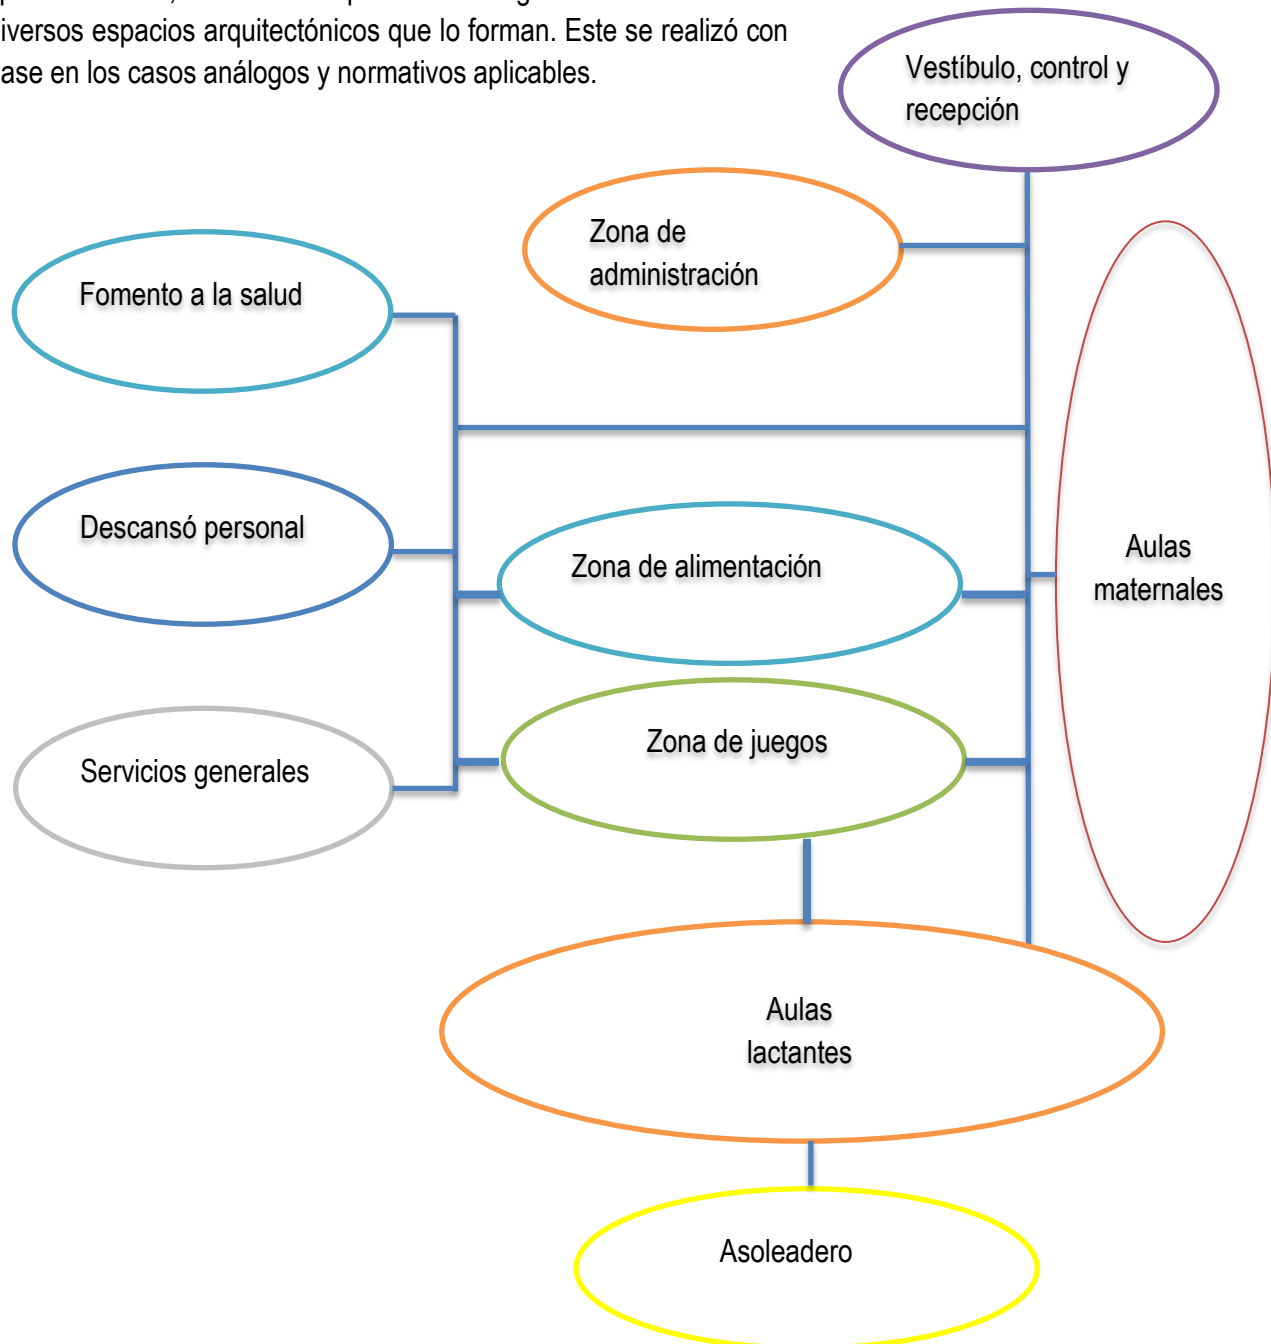 iversos espacios arquitectónicos que lo forman. Este se realizó con
ase en los casos análogos y normativos aplicables.
Vestíbulo, control y
recepción
Zona de
administración
Fomento a la salud
Descansó personal
Zona de alimentación
Aulas
maternales
Zona de juegos
Servicios generales
Aulas
lactantes
Asoleadero